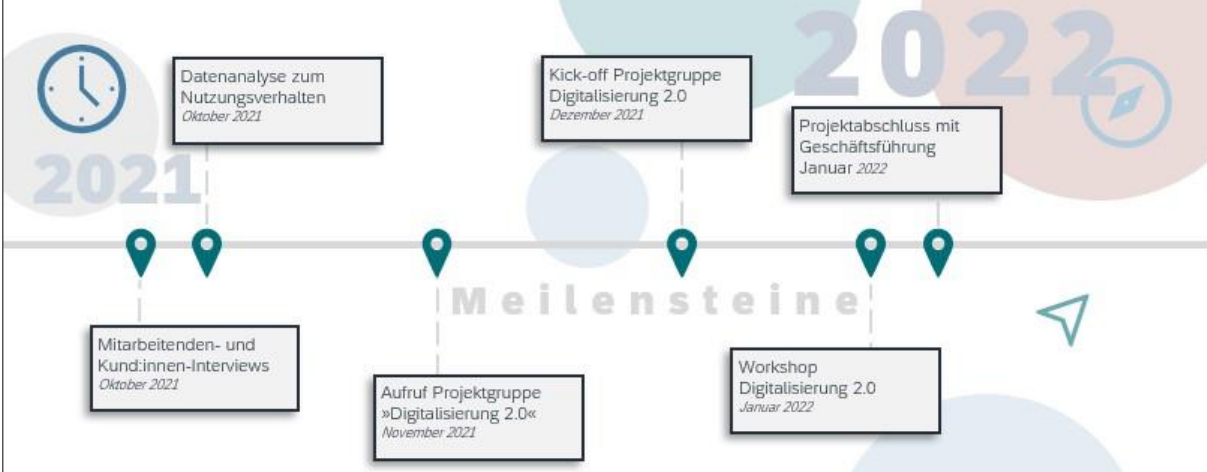 2021
2022
Meilensteine
Mitarbeitenden- und
Kund:innen-Interviews
Oktober 2021
Datenanalyse zum
Nutzungsverhalten
Oktober 2021
Aufruf Projektgruppe
»Digitalisierung 2.0«
November 2021
Kick-off Projektgruppe
Digitalisierung 2.0
Dezember 2021
Workshop
Digitalisierung 2.0
Januar 2022
Projektabschluss mit
Geschäftsführung
Januar 2022